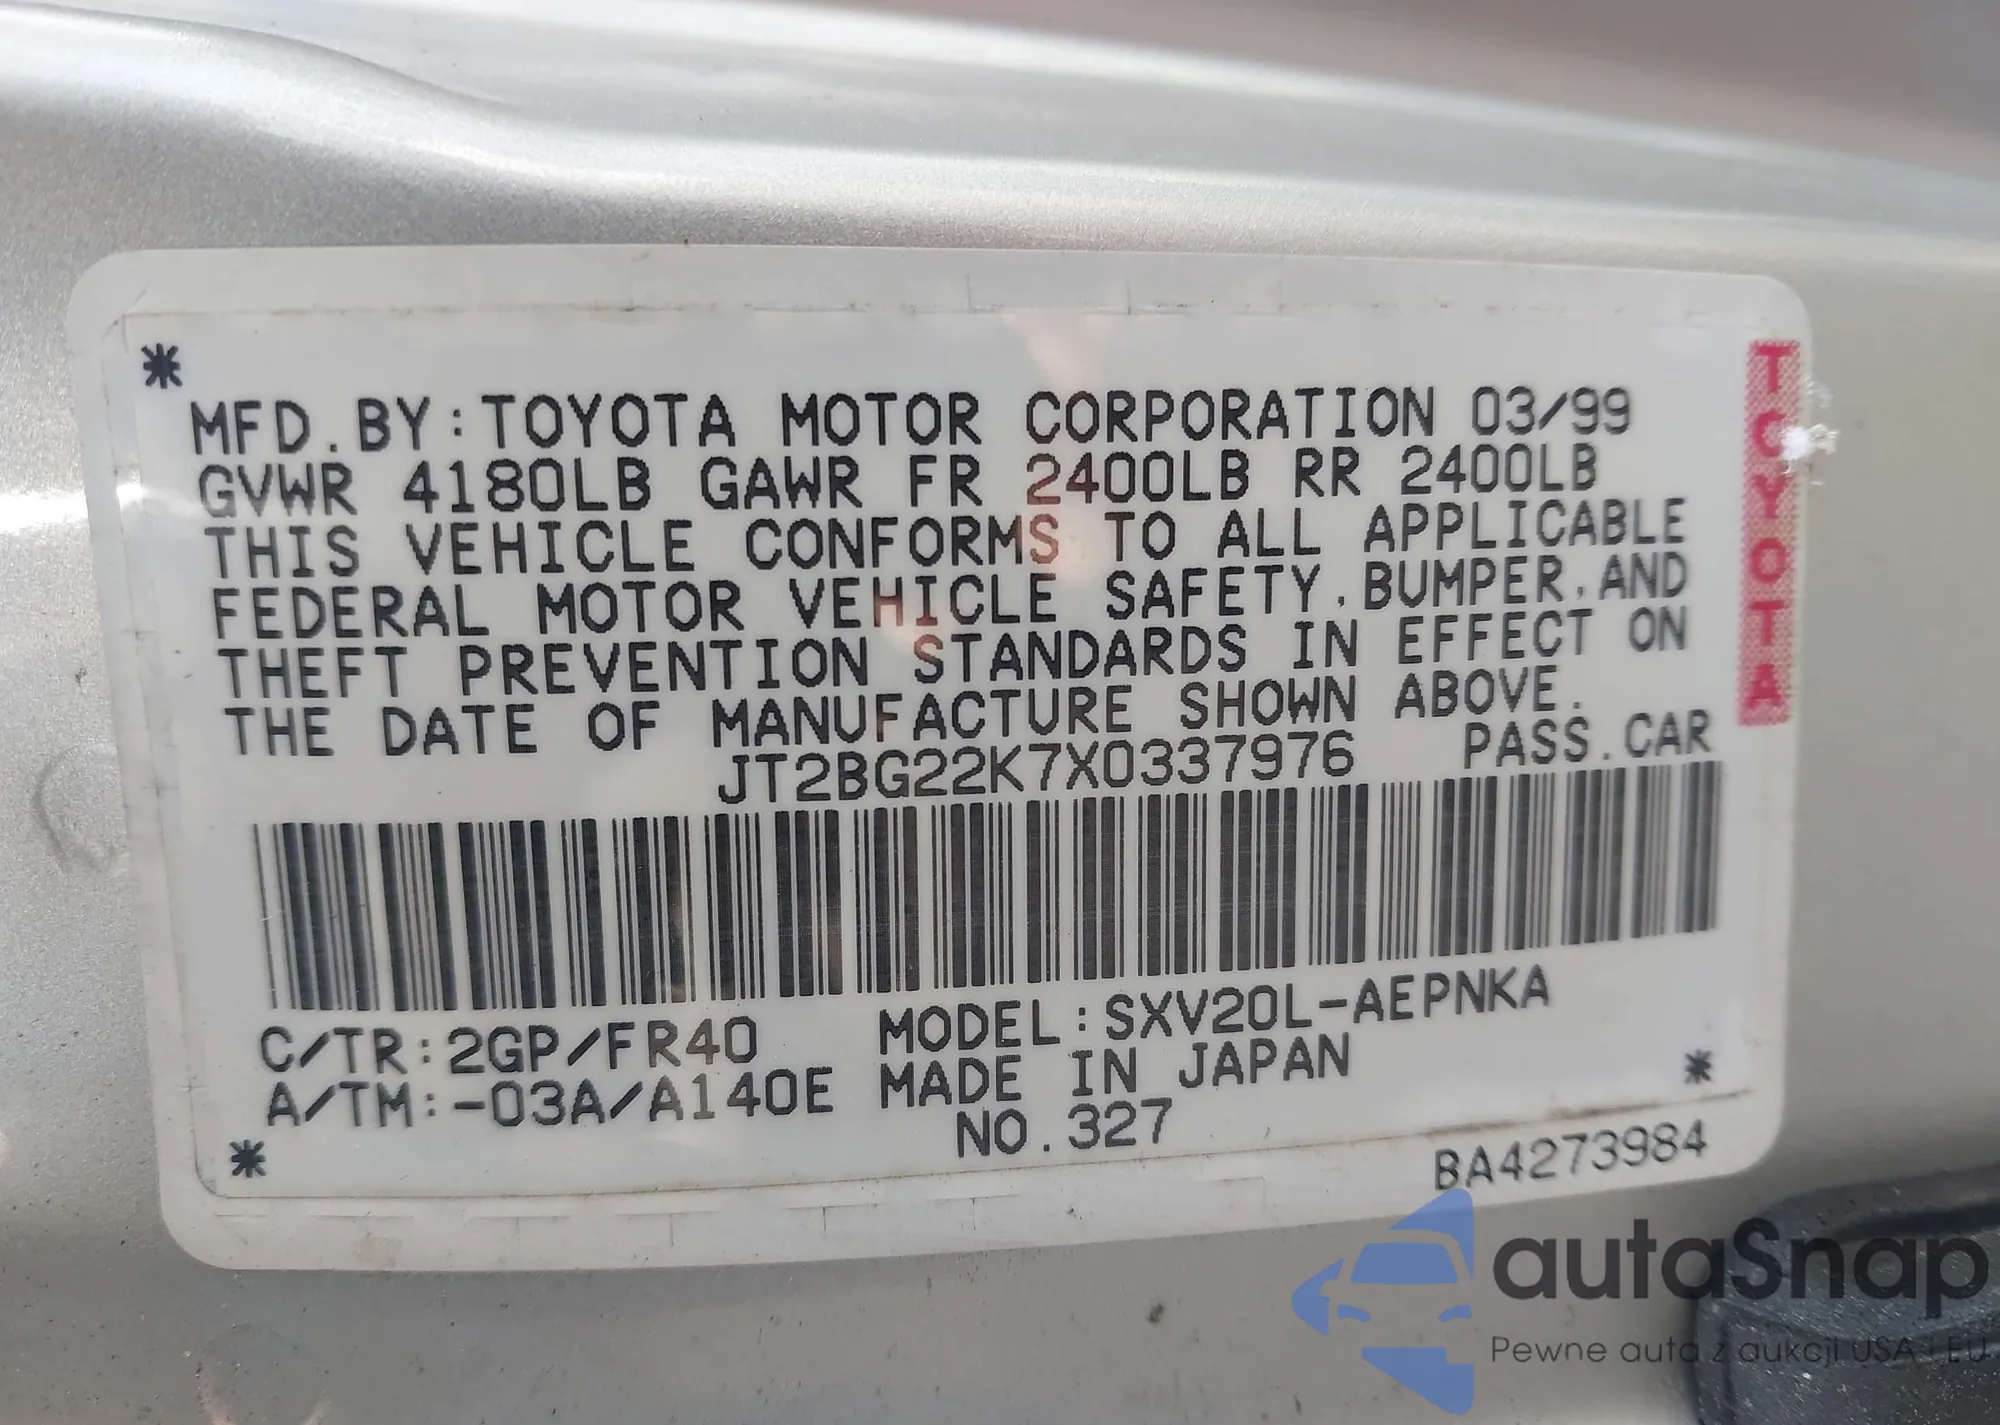 *
MFD.BY:TOYOTA MOTOR CORPORATION 03/99
GVWR 4180LB GAWR FR 2400LB RR 2400LB
THIS VEHICLE CONFORMS TO ALL APPLICABLE
FEDERAL MOTOR VEHICLE SAFETY,BUMPER,AND
THEFT PREVENTION STANDARDS IN EFFECT ON
THE DATE OF MANUFACTURE SHOWN ABOVE.
JT2BG22K7X0337976 PASS.CAR
C/TR:2GP/FR40 MODEL:SXV20L-AEPNKA
A/TM:-03A/A140E MADE IN JAPAN *
* NO.327
BA4273984
TOYOTA
autaSnap
Pewne auta z aukcji USA i EU